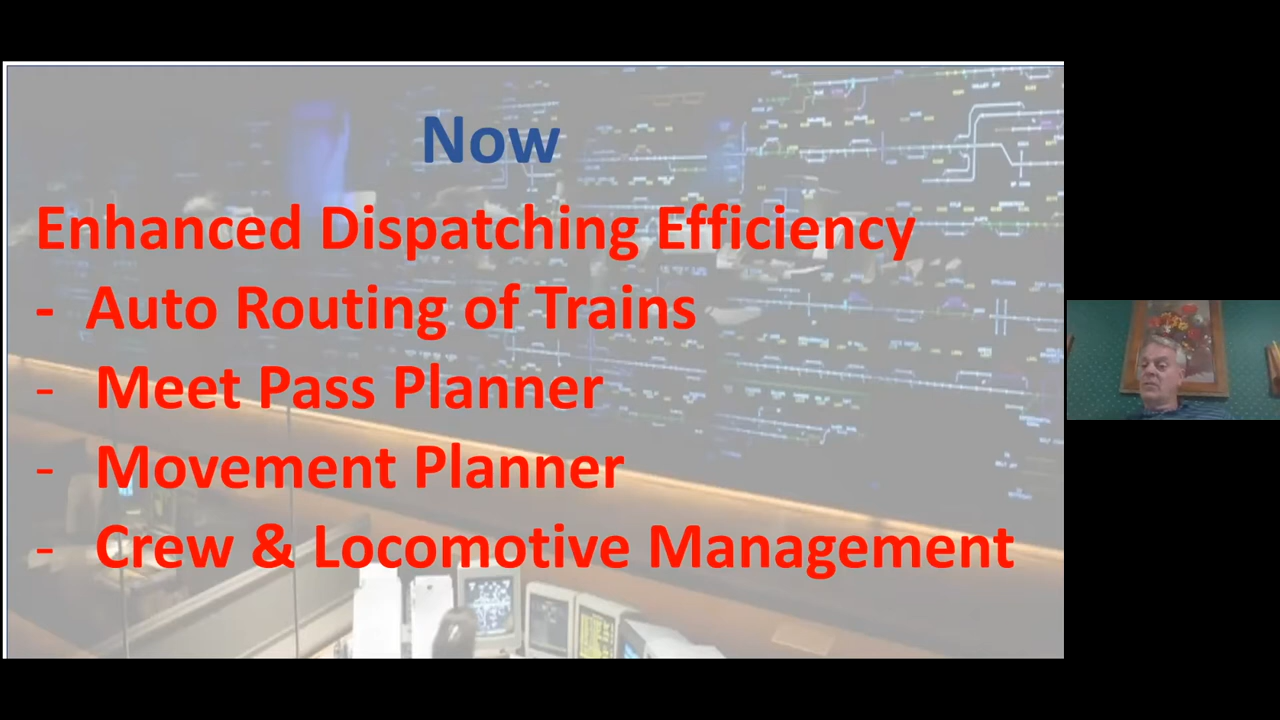 Now
Enhanced Dispatching Efficiency
- Auto Routing of Trains
- Meet Pass Planner
- Movement Planner
- Crew & Locomotive Management